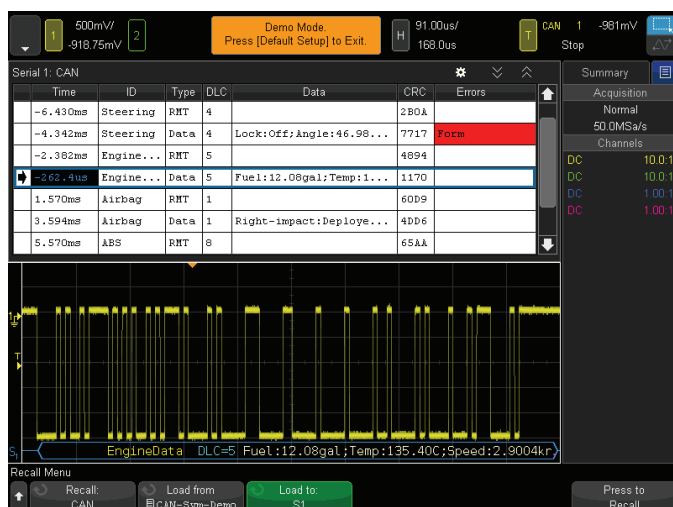 1 500mV/ -918.75mV 2 Demo Mode. Press [Default Setup] to Exit. H 91.00us/ 168.0us T CAN 1 -981mV Stop
Serial 1: CAN
Time ID Type DLC Data CRC Errors
-6.430ms Steering RMT 4 2B0A
-4.342ms Steering Data 4 Lock:Off;Angle:46.98... 7717 Form
-2.382ms Engine... RMT 5 4894
-262.4us Engine... Data 5 Fuel:12.08gal;Temp:1... 1170
1.570ms Airbag RMT 1 60D9
3.594ms Airbag Data 1 Right-impact:Deploye... 4DD6
5.570ms ABS RMT 8 65AA
Summary
Acquisition
Normal
50.0MSa/s
Channels
DC 10.0:1
DC 10.0:1
DC 1.00:1
DC 1.00:1
1
T
S1 EngineData DLC=5 Fuel:12.08gal;Temp:135.40C;Speed:2.9004kr
Recall Menu
Recall: CAN
Load from CAN-Sym-Demo
Load to: S1
Press to Recall